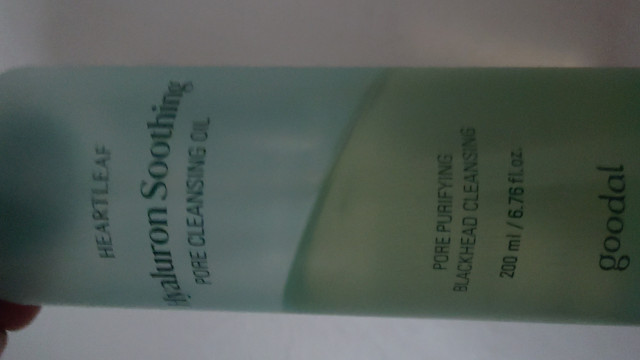 HEARTLEAF
Hyaluron Soothing
PORE CLEANSING OIL
PORE PURIFYING
BLACKHEAD CLEANSING
200 ml / 6.76 fl.oz.
goodal